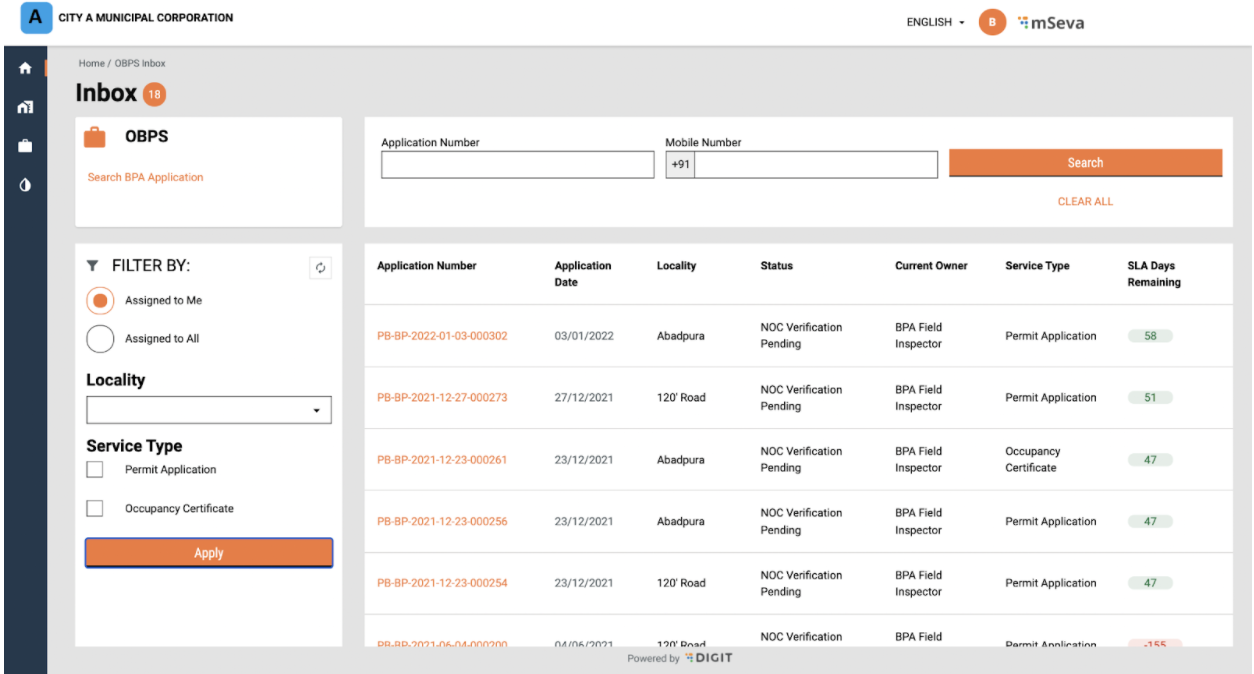 A CITY A MUNICIPAL CORPORATION
ENGLISH
B
mSeva
Home / OBPS Inbox
Inbox 18
OBPS
Search BPA Application
Application Number
Mobile Number
+91
Search
CLEAR ALL
FILTER BY:
Assigned to Me
Assigned to All
Locality
Service Type
Permit Application
Occupancy Certificate
Apply
Application Number Application Date Locality Status Current Owner Service Type SLA Days Remaining
PB-BP-2022-01-03-000302 03/01/2022 Abadpura NOC Verification Pending BPA Field Inspector Permit Application 58
PB-BP-2021-12-27-000273 27/12/2021 120' Road NOC Verification Pending BPA Field Inspector Permit Application 51
PB-BP-2021-12-23-000261 23/12/2021 Abadpura NOC Verification Pending BPA Field Inspector Occupancy Certificate 47
PB-BP-2021-12-23-000256 23/12/2021 Abadpura NOC Verification Pending BPA Field Inspector Permit Application 47
PB-BP-2021-12-23-000254 23/12/2021 120' Road NOC Verification Pending BPA Field Inspector Permit Application 47
PB-BP-2021-06-04-000200 04/06/2021 120' Road NOC Verification BPA Field Permit Application -155
Powered by DIGIT